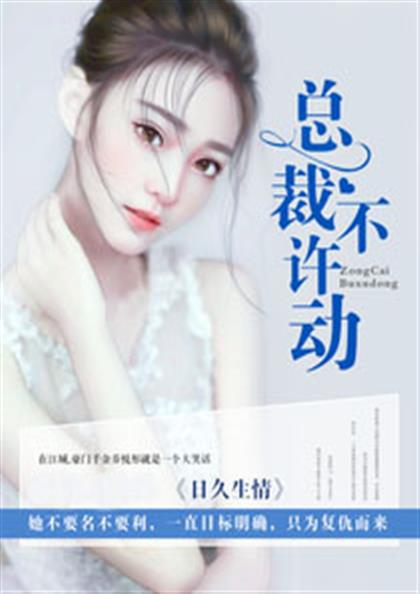 总裁不许动
ZongCai
Buxudong
在江城,豪门千金乔悦彤就是一个大笑话
《日久生情》
她不要名不要利，一直目标明确，只为复仇而来